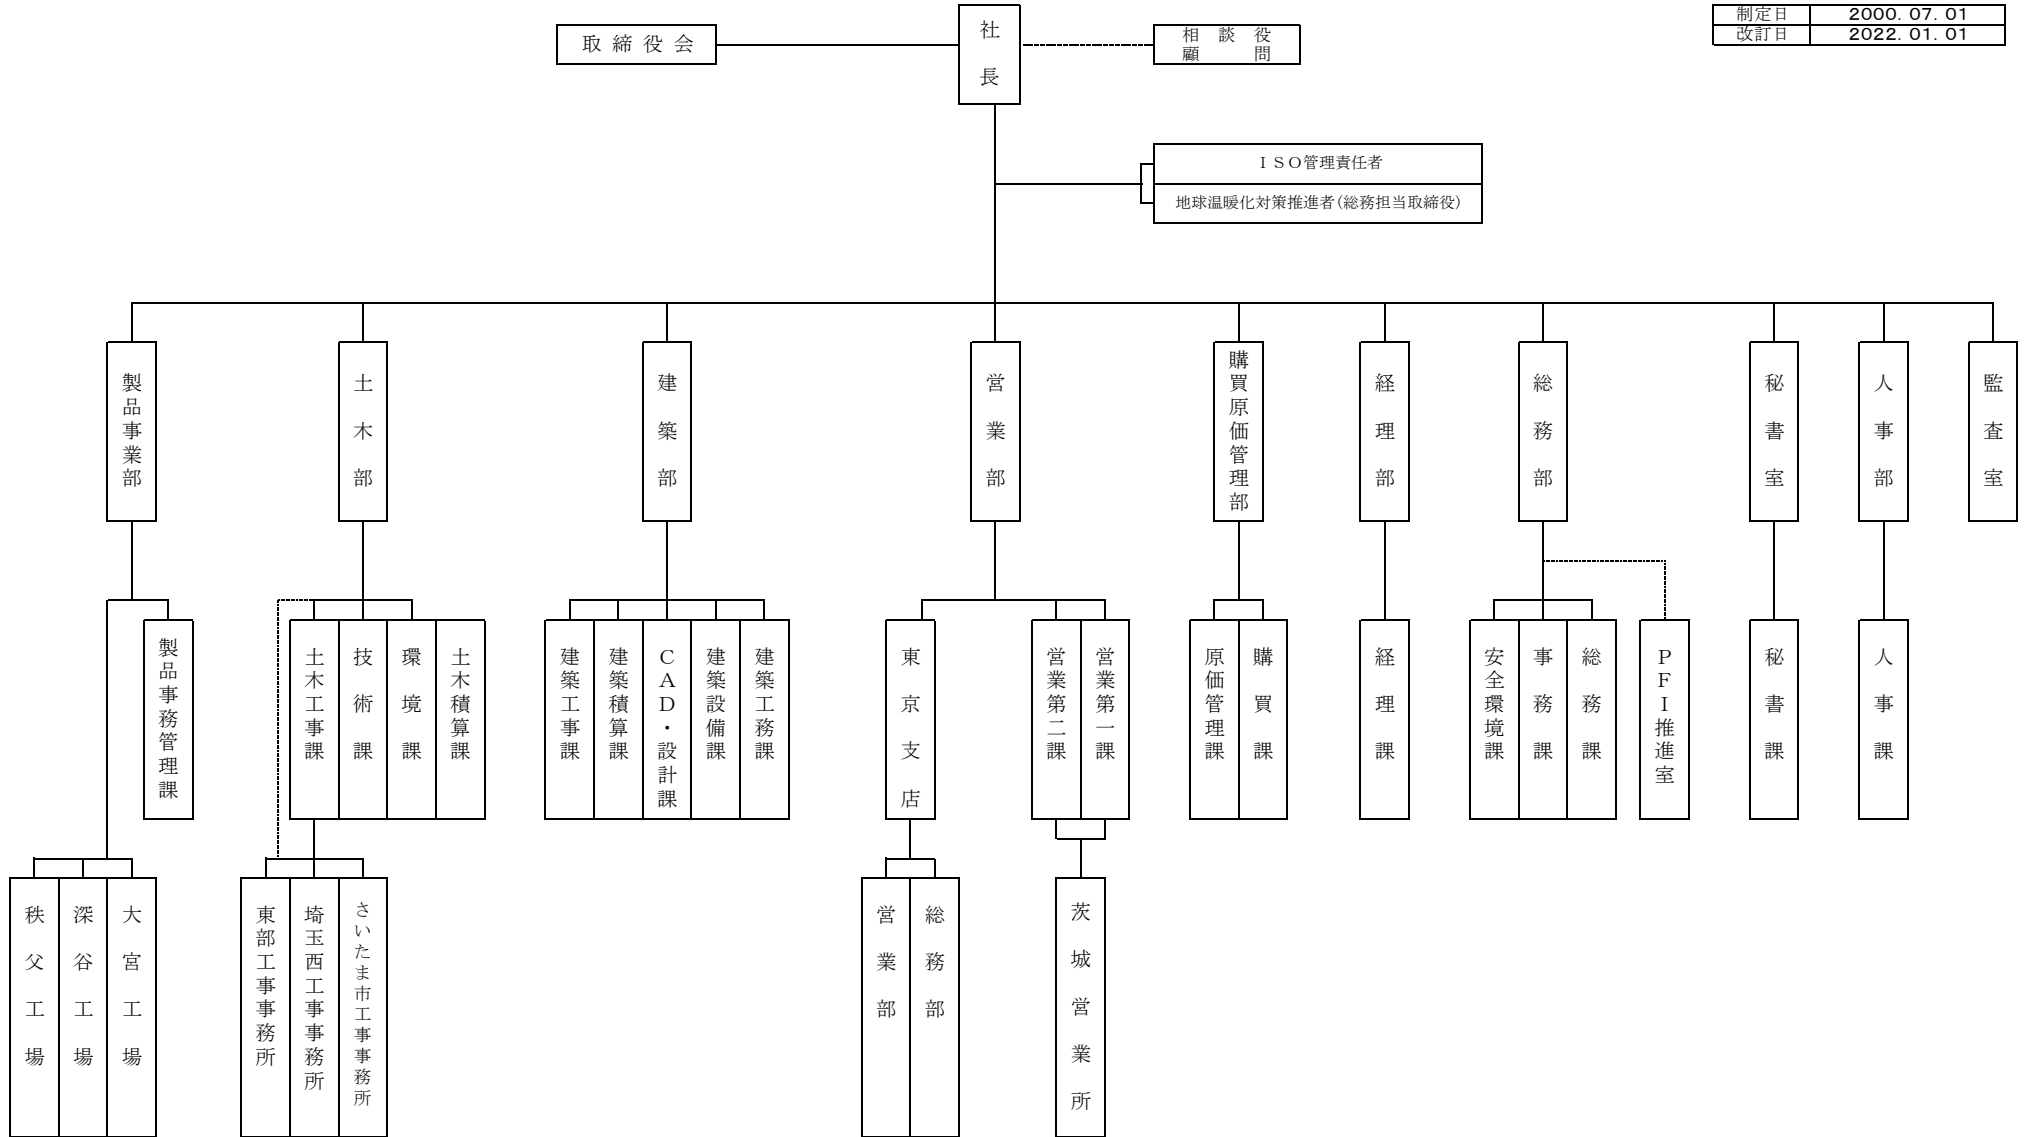 制定日 2000. 07. 01
改訂日 2022. 01. 01
取締役会
社長
相談役
顧問
ISO管理責任者
地球温暖化対策推進者(総務担当取締役)
製品事業部
土木部
建築部
営業部
購買原価管理部
経理部
総務部
秘書室
人事部
監査室
製品事務管理課
土木工事課
技術課
環境課
土木積算課
建築工事課
建築積算課
CAD・設計課
建築設備課
建築工務課
東京支店
営業第二課
営業第一課
原価管理課
購買課
経理課
安全環境課
事務課
総務課
PFI推進室
秘書課
人事課
秩父工場
深谷工場
大宮工場
東部工事事務所
埼玉西工事事務所
さいたま市工事事務所
営業部
総務部
茨城営業所